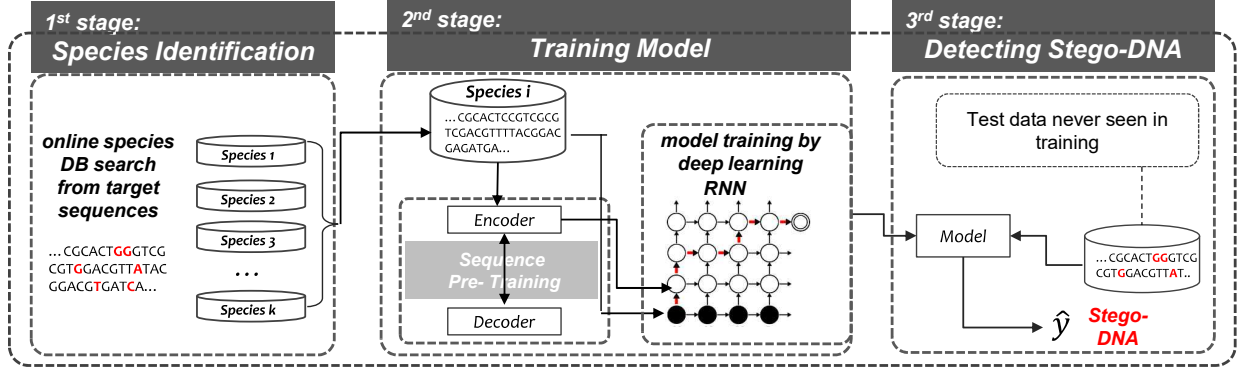 1st stage:
Species Identification
online species
DB search
from target
sequences
...CGCACTGGGTCG
CGTGGACGTTATAC
GGACGTGATCA...
Species 1
Species 2
Species 3
...
Species k
2nd stage:
Training Model
Species i
...CGCACTCCGTCGCG
TCGACGTTTTACGGAC
GAGATGA...
Encoder
Sequence
Pre- Training
Decoder
model training by
deep learning
RNN
3rd stage:
Detecting Stego-DNA
Test data never seen in
training
Model
...CGCACTGGGTCG
CGTGGACGTTAT..
ŷ
Stego-
DNA